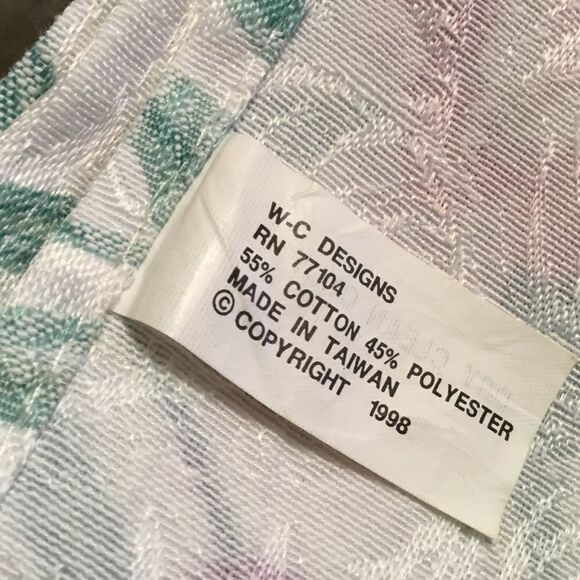 W-C DESIGNS
RN 77104
55% COTTON 45% POLYESTER
MADE IN TAIWAN
© COPYRIGHT 1998